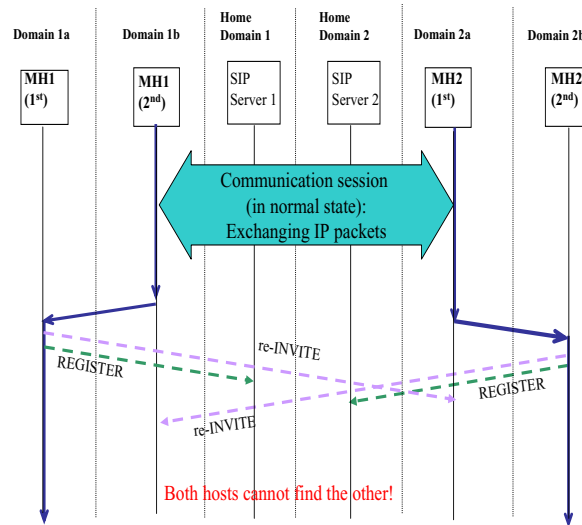 Domain 1a
Domain 1b
Home
Domain 1
Home
Domain 2
Domain 2a
Domain 2b
MH1
(1st)
MH1
(2nd)
SIP
Server 1
SIP
Server 2
MH2
(1st)
MH2
(2nd)
Communication session
(in normal state):
Exchanging IP packets
re-INVITE
REGISTER
REGISTER
re-INVITE
Both hosts cannot find the other!